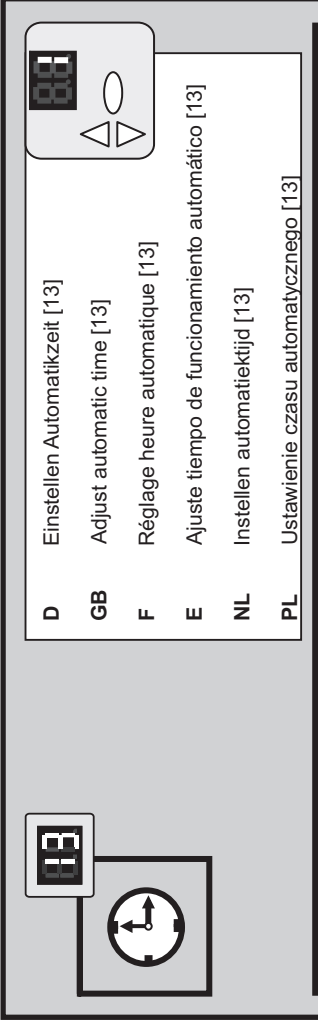 13
D Einstellen Automatikzeit [13]
GB Adjust automatic time [13]
F Réglage heure automatique [13]
E Ajuste tiempo de funcionamiento automático [13]
NL Instellen automatiektijd [13]
PL Ustawienie czasu automatycznego [13]